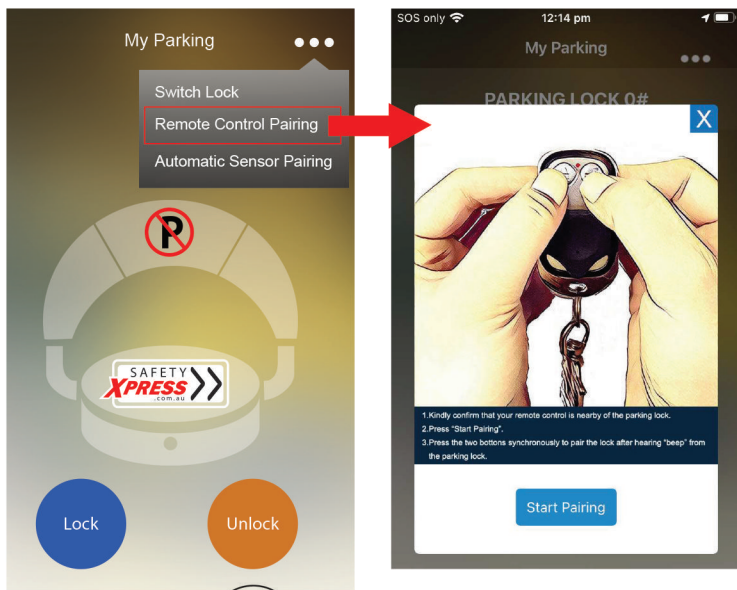 My Parking
Switch Lock
Remote Control Pairing
Automatic Sensor Pairing
P
SAFETY
XPRESS
.com.au
Lock
Unlock
SOS only
12:14 pm
My Parking
PARKING LOCK 0#
X
1.Kindly confirm that your remote control is nearby of the parking lock.
2.Press "Start Pairing".
3.Press the two bottons synchronously to pair the lock after hearing "beep" from
the parking lock.
Start Pairing